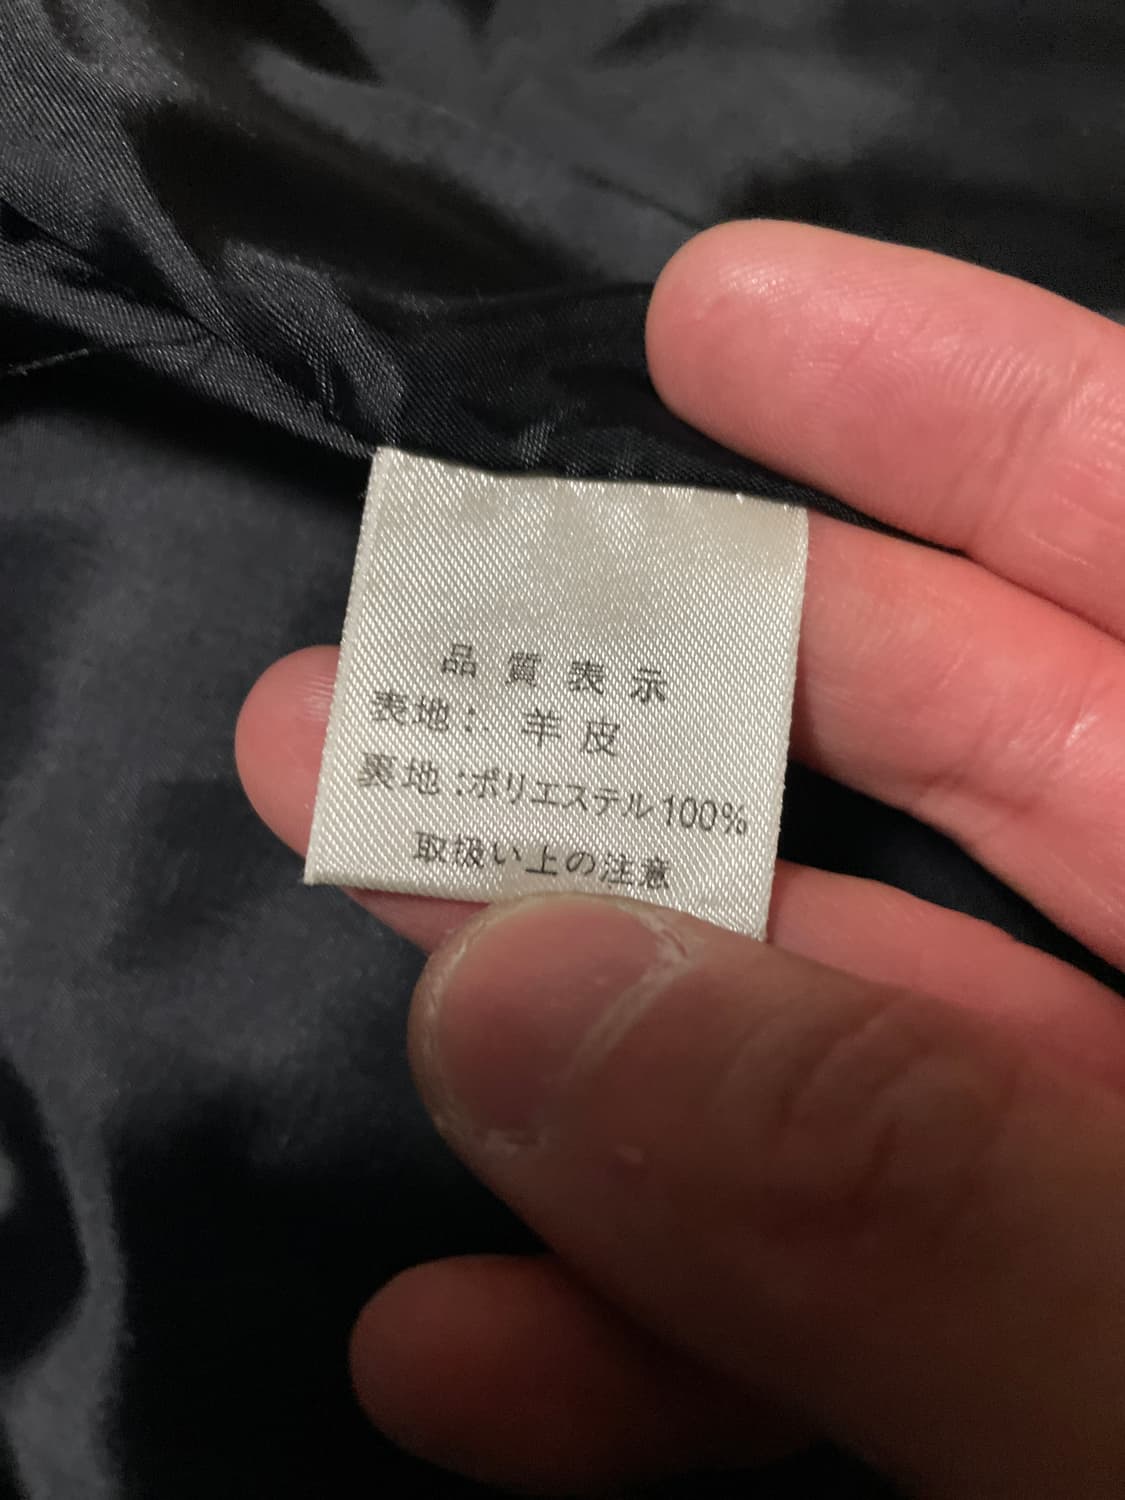 品質表示
表地: 羊皮
裏地:ポリエステル100%
取扱い上の注意